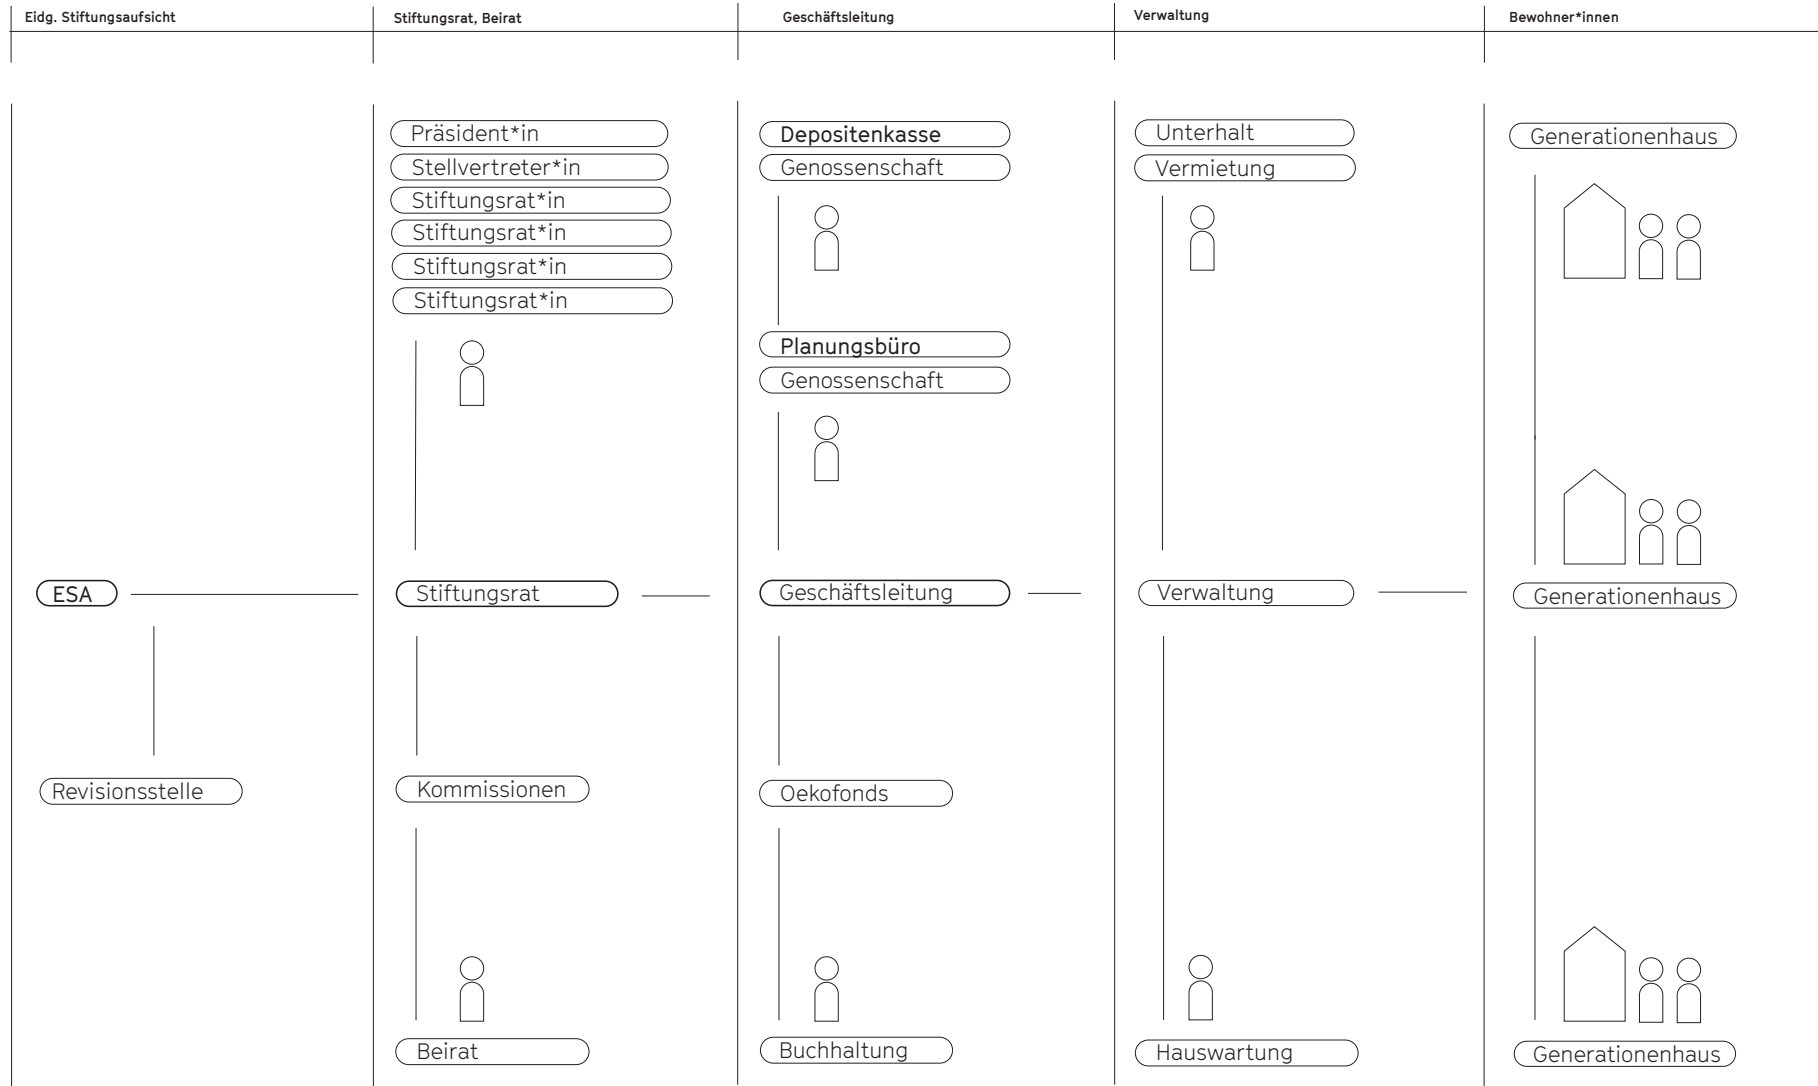 Eidg. Stiftungsaufsicht
Stiftungsrat, Beirat
Geschäftsleitung
Verwaltung
Bewohner*innen
ESA
Revisionsstelle
Präsident*in
Stellvertreter*in
Stiftungsrat*in
Stiftungsrat*in
Stiftungsrat*in
Stiftungsrat*in
Stiftungsrat
Kommissionen
Beirat
Depositenkasse
Genossenschaft
Planungsbüro
Genossenschaft
Geschäftsleitung
Oekofonds
Buchhaltung
Unterhalt
Vermietung
Verwaltung
Hauswartung
Generationenhaus
Generationenhaus
Generationenhaus